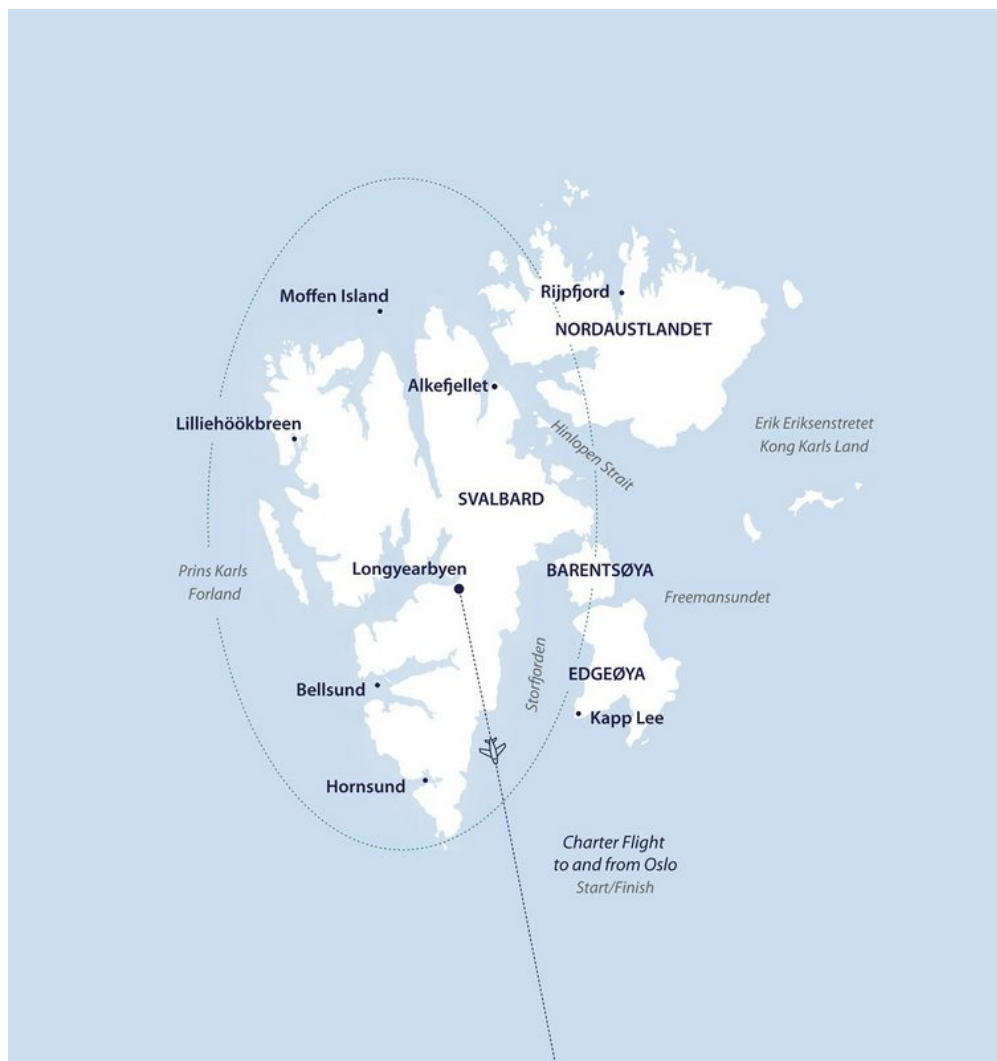 Rijpfjord
Moffen Island
NORDAUSTLANDET
Alkefjellet
Lilliehöökbreen
Erik Eriksenstretet
Kong Karls Land
Hinlopen Strait
SVALBARD
Longyearbyen
BARENTSØYA
Prins Karls
Forland
Freemansundet
Storfjorden
EDGEØYA
Bellsund
Kapp Lee
Hornsund
Charter Flight
to and from Oslo
Start/Finish